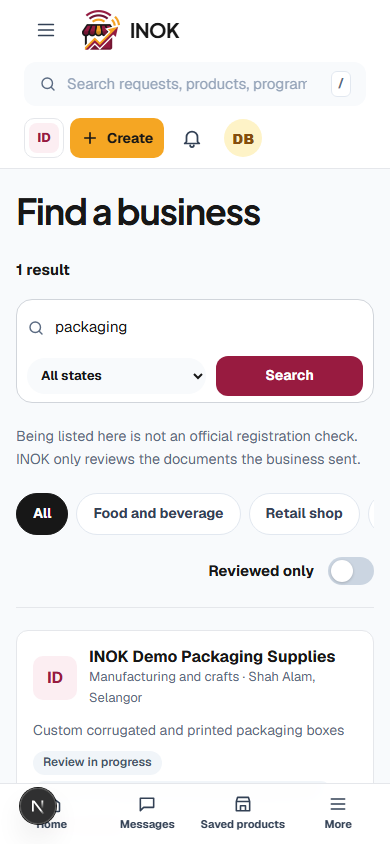 INOK
Search requests, products, program
/
ID
+ Create
DB
Find a business
1 result
packaging
All states
Search
Being listed here is not an official registration check.
INOK only reviews the documents the business sent.
All
Food and beverage
Retail shop
Reviewed only
ID
INOK Demo Packaging Supplies
Manufacturing and crafts · Shah Alam,
Selangor
Custom corrugated and printed packaging boxes
Review in progress
N
Home
Messages
Saved products
More